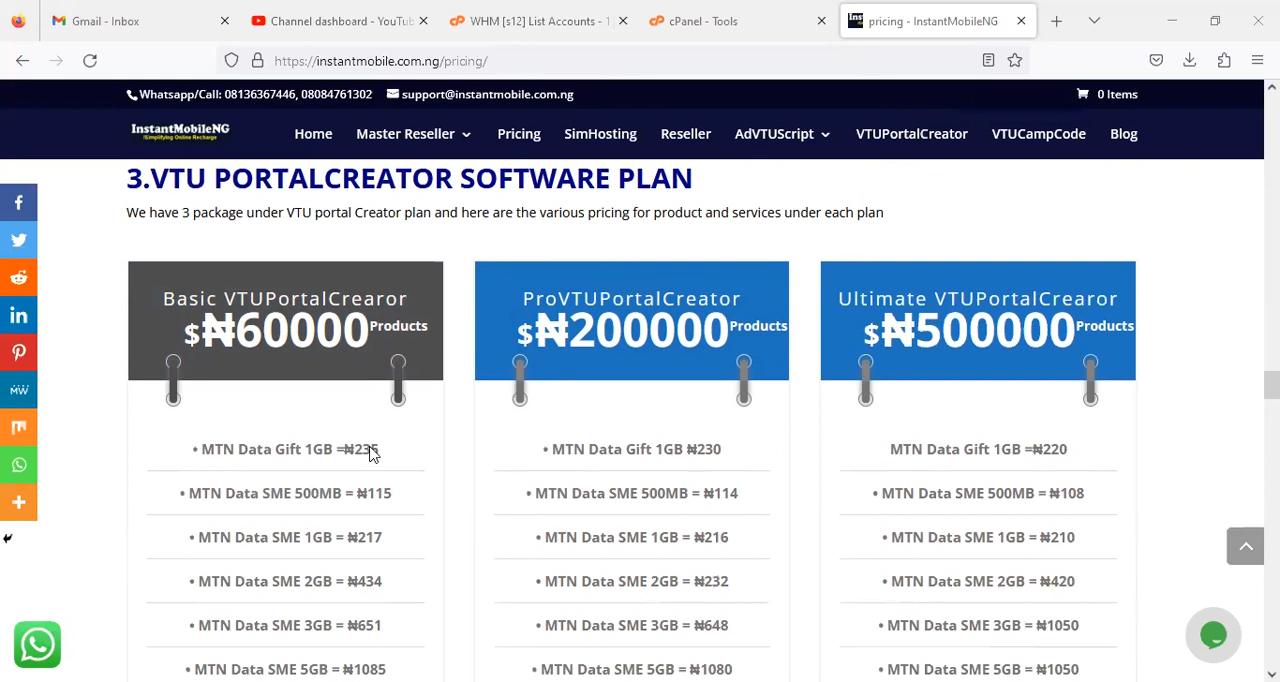 Gmail - Inbox
Channel dashboard - YouTub
WHM [s12] List Accounts - 1
cPanel - Tools
pricing - InstantMobileNG
https://instantmobile.com.ng/pricing/
Whatsapp/Call: 08136367446, 08084761302
support@instantmobile.com.ng
0 Items
InstantMobileNG
Home
Master Reseller
Pricing
SimHosting
Reseller
AdVTUScript
VTUPortalCreator
VTUCampCode
Blog
3.VTU PORTALCREATOR SOFTWARE PLAN
We have 3 package under VTU portal Creator plan and here are the various pricing for product and services under each plan
Basic VTUPortalCrearor
$₦60000Products
• MTN Data Gift 1GB =₦235
• MTN Data SME 500MB = ₦115
• MTN Data SME 1GB = ₦217
• MTN Data SME 2GB = ₦434
• MTN Data SME 3GB = ₦651
• MTN Data SME 5GB = ₦1085
ProVTUPortalCreator
$₦200000Products
• MTN Data Gift 1GB ₦230
• MTN Data SME 500MB = ₦114
• MTN Data SME 1GB = ₦216
• MTN Data SME 2GB = ₦232
• MTN Data SME 3GB = ₦648
• MTN Data SME 5GB = ₦1080
Ultimate VTUPortalCrearor
$₦500000Products
MTN Data Gift 1GB =₦220
• MTN Data SME 500MB = ₦108
• MTN Data SME 1GB = ₦210
• MTN Data SME 2GB = ₦420
• MTN Data SME 3GB = ₦1050
• MTN Data SME 5GB = ₦1050